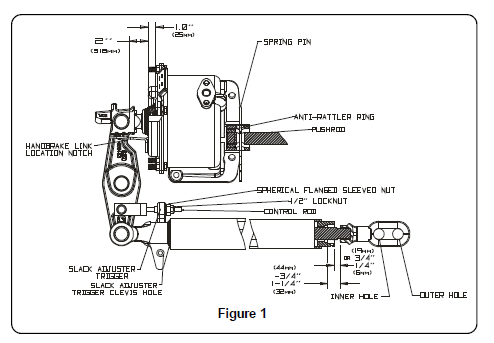 1.0"
(25MM)
2"
(518MM)
SPRING PIN
ANTI-RATTLER RING
PUSHROD
HANDBRAKE LINK
LOCATION NOTCH
SPHERICAL FLANGED SLEEVED NUT
1/2" LOCKNUT
CONTROL ROD
SLACK ADJUSTER
TRIGGER
SLACK ADJUSTER
TRIGGER CLEVIS HOLE
(19MM)
OR 3/4"
1/4"
(6MM)
(44MM)
-3/4"
1-1/4"
(32MM)
INNER HOLE
OUTER HOLE
Figure 1